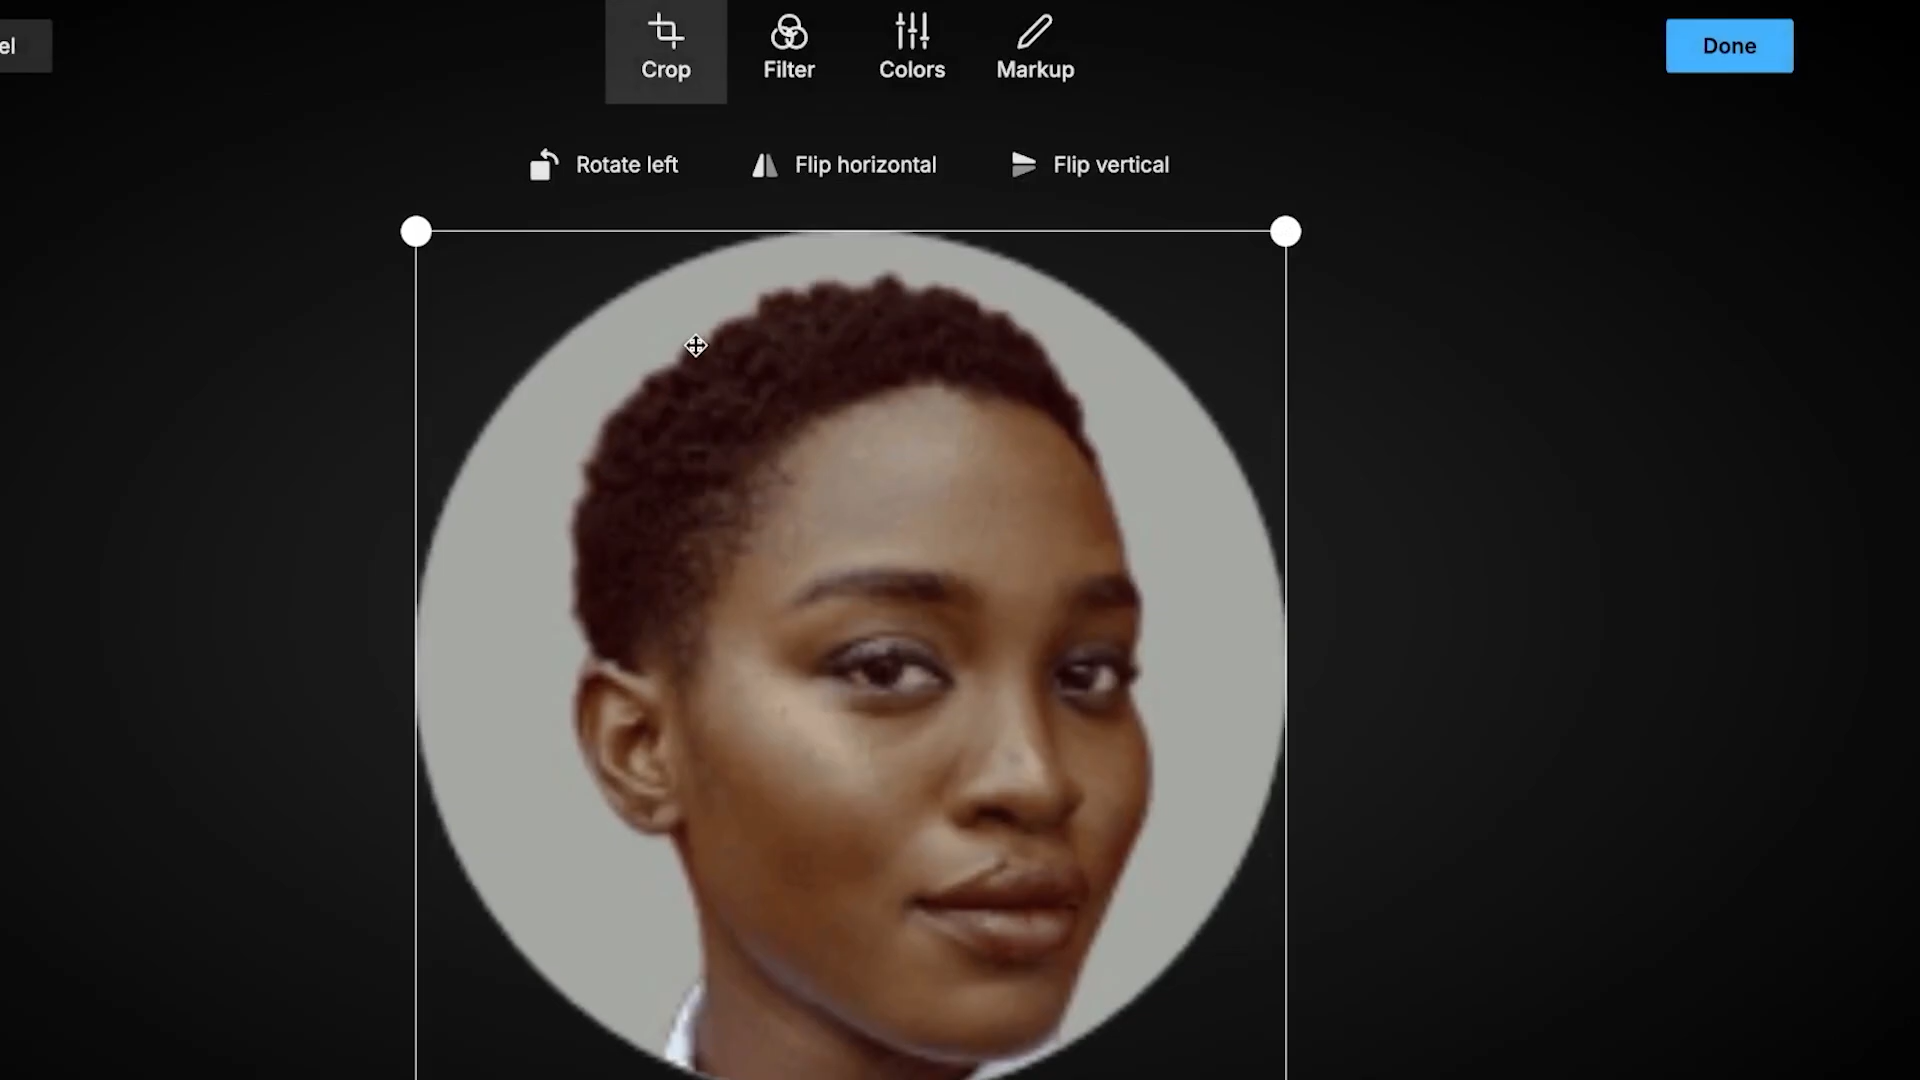 el
Crop
Filter
Colors
Markup
Done
Rotate left
Flip horizontal
Flip vertical